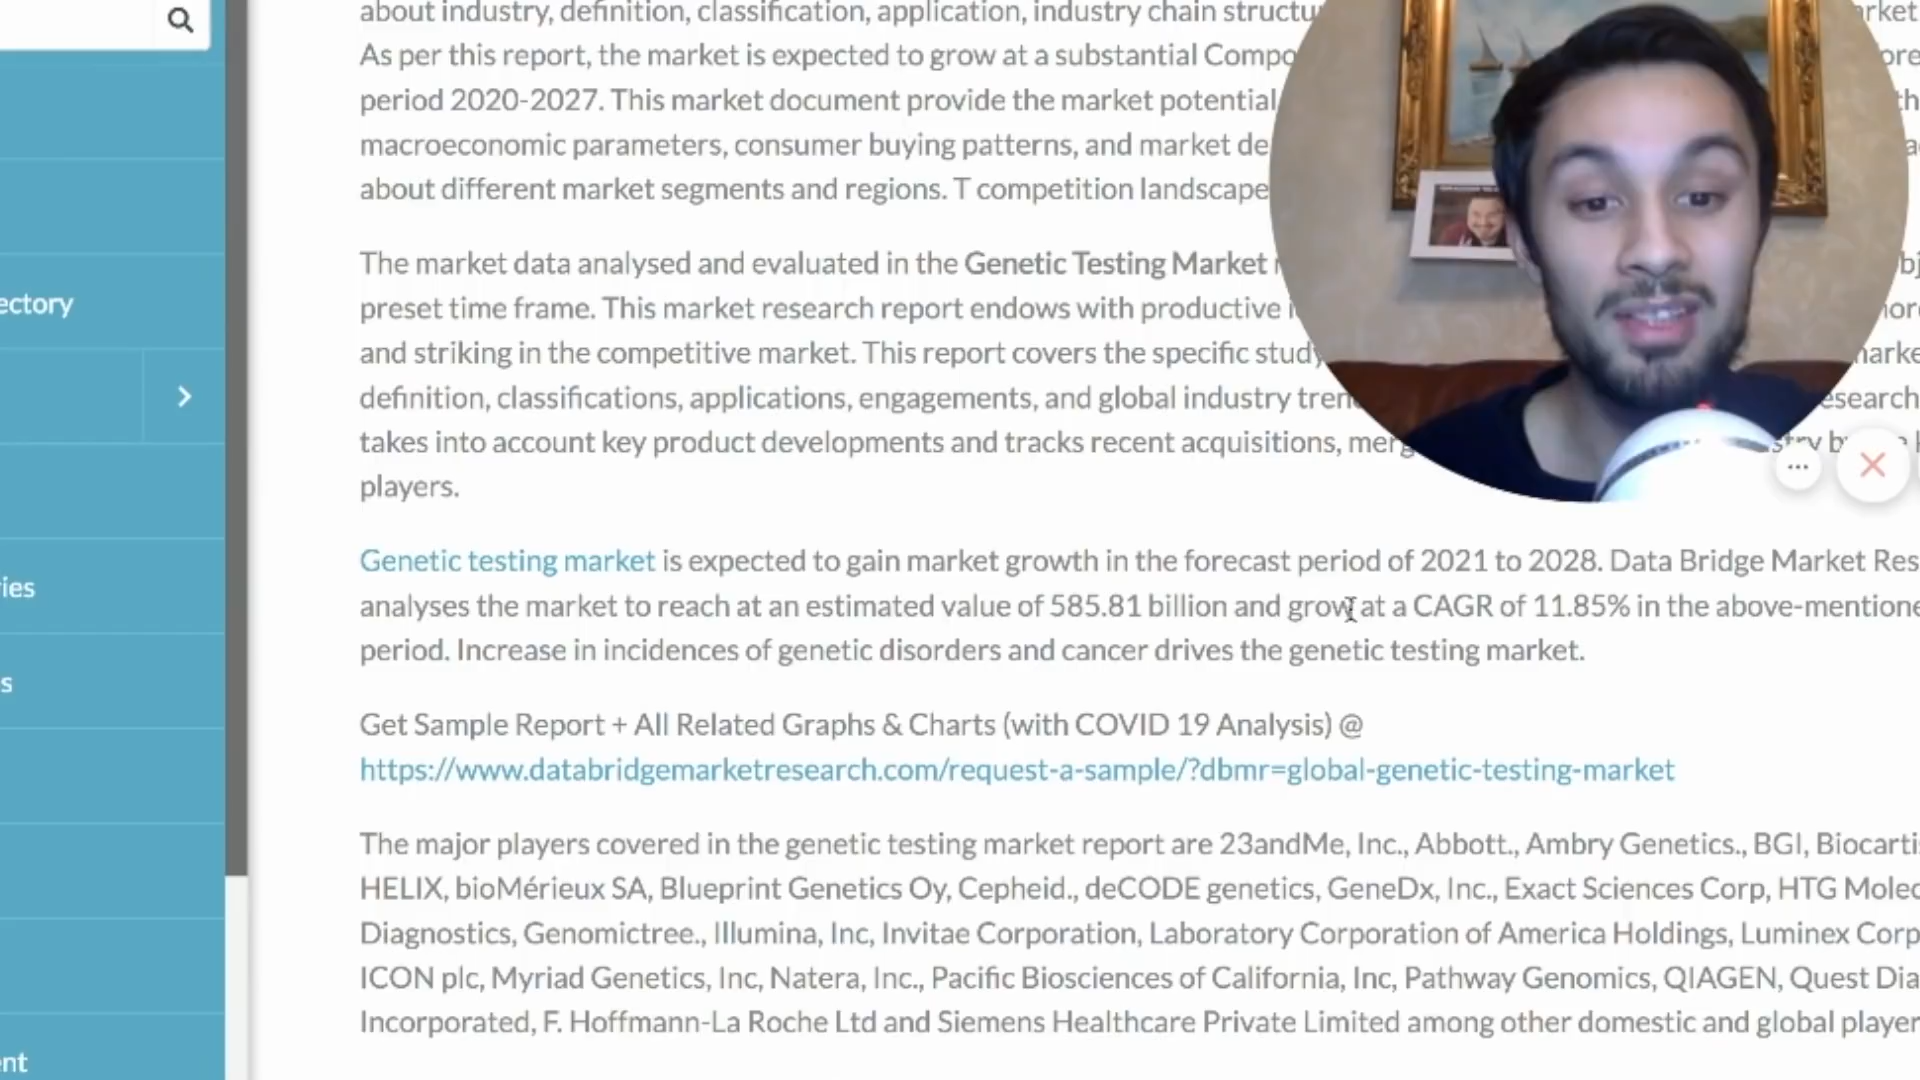 about industry, definition, classification, application, industry chain
As per this report, the market is expected to grow at a substantial
period 2020-2027. This market document provide the market potential
macroeconomic parameters, consumer buying patterns, and market
about different market segments and regions. T competition landscape
The market data analysed and evaluated in the Genetic Testing Market
preset time frame. This market research report endows with productive
and striking in the competitive market. This report covers the specific study
definition, classifications, applications, engagements, and global industry
esearch
takes into account key product developments and tracks recent acquisitions,
players.
ectory
Genetic testing market is expected to gain market growth in the forecast period of 2021 to 2028. Data Bridge Market Res
analyses the market to reach at an estimated value of 585.81 billion and grow at a CAGR of 11.85% in the above-mentione
period. Increase in incidences of genetic disorders and cancer drives the genetic testing market.
ries
s
Get Sample Report + All Related Graphs & Charts (with COVID 19 Analysis) @
https://www.databridgemarketresearch.com/request-a-sample/?dbmr=global-genetic-testing-market
The major players covered in the genetic testing market report are 23andMe, Inc., Abbott., Ambry Genetics., BGI, Biocarti
HELIX, bioMérieux SA, Blueprint Genetics Oy, Cepheid., deCODE genetics, GeneDx, Inc., Exact Sciences Corp, HTG Molec
Diagnostics, Genomictree., Illumina, Inc, Invitae Corporation, Laboratory Corporation of America Holdings, Luminex Corp
ICON plc, Myriad Genetics, Inc, Natera, Inc., Pacific Biosciences of California, Inc, Pathway Genomics, QIAGEN, Quest Dia
Incorporated, F. Hoffmann-La Roche Ltd and Siemens Healthcare Private Limited among other domestic and global player
ent